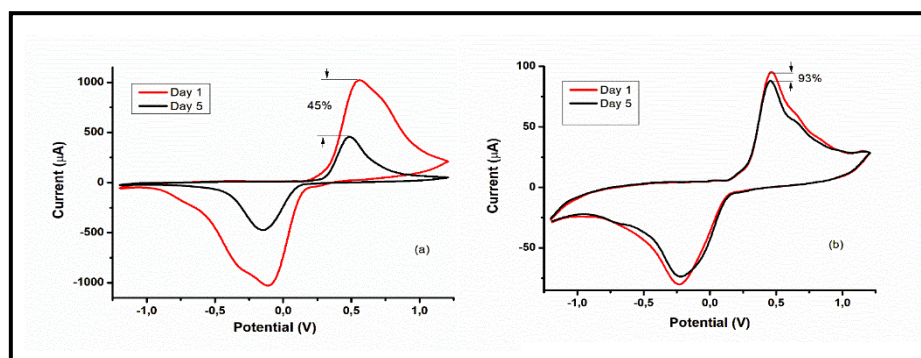 1000
500
0
-500
-1000
Current (µA)
Day 1
Day 5
45%
(a)
-1,0
-0,5
0,0
0,5
1,0
Potential (V)
100
50
0
-50
Current (µA)
Day 1
Day 5
93%
(b)
-1,0
-0,5
0,0
0,5
1,0
Potential (V)